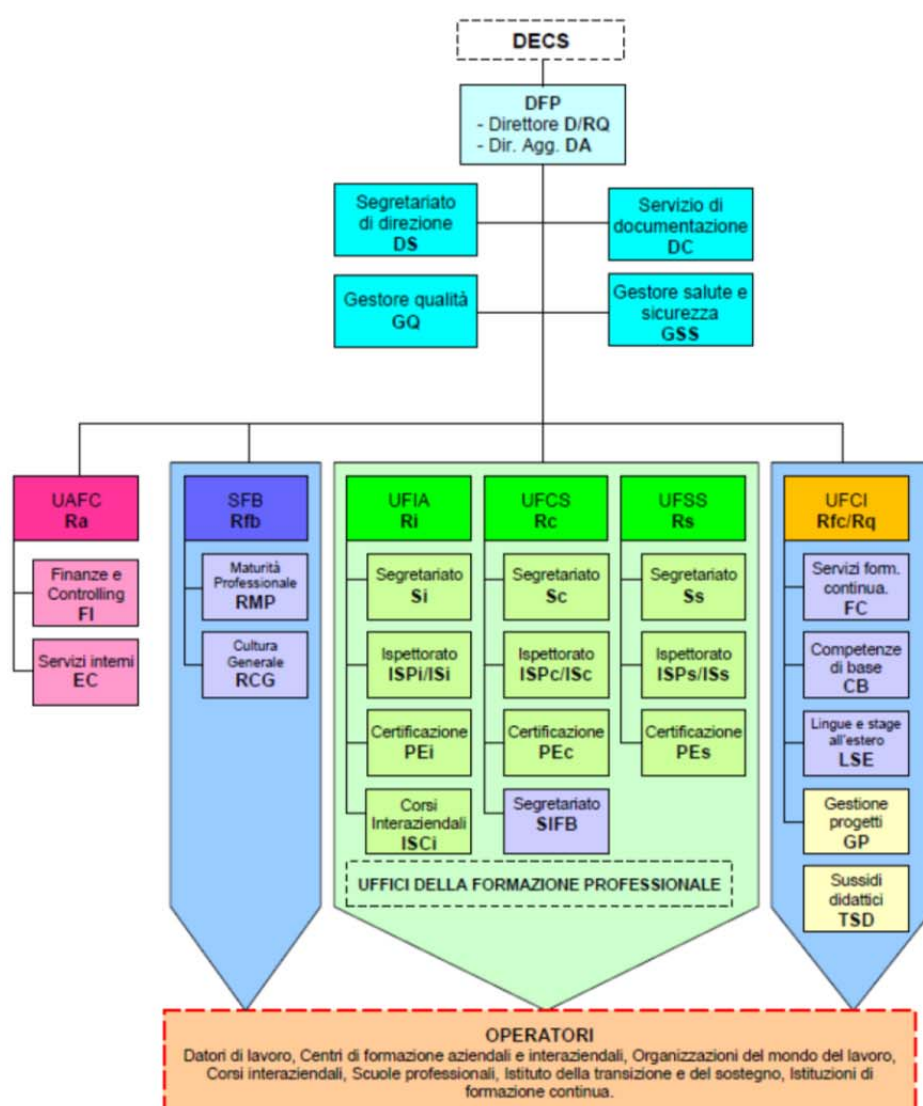 DECS
DFP
- Direttore D/RQ
- Dir. Agg. DA
Segretariato
di direzione
DS
Servizio di
documentazione
DC
Gestore qualità
GQ
Gestore salute e
sicurezza
GSS
UAFC
Ra
Finanze e
Controlling
FI
Servizi interni
EC
SFB
Rfb
Maturità
Professionale
RMP
Cultura
Generale
RCG
UFIA
Ri
Segretariato
Si
Ispettorato
ISPi/ISi
Certificazione
PEi
Corsi
Interaziendali
ISCi
UFCS
Rc
Segretariato
Sc
Ispettorato
ISPc/ISc
Certificazione
PEc
Segretariato
SIFB
UFSS
Rs
Segretariato
Ss
Ispettorato
ISPs/ISs
Certificazione
PEs
UFFICI DELLA FORMAZIONE PROFESSIONALE
UFCI
Rfc/Rq
Servizi form.
continua.
FC
Competenze
di base
CB
Lingue e stage
all'estero
LSE
Gestione
progetti
GP
Sussidi
didattici
TSD
OPERATORI
Datori di lavoro, Centri di formazione aziendali e interaziendali, Organizzazioni del mondo del lavoro,
Corsi interaziendali, Scuole professionali, Istituto della transizione e del sostegno, Istituzioni di
formazione continua.